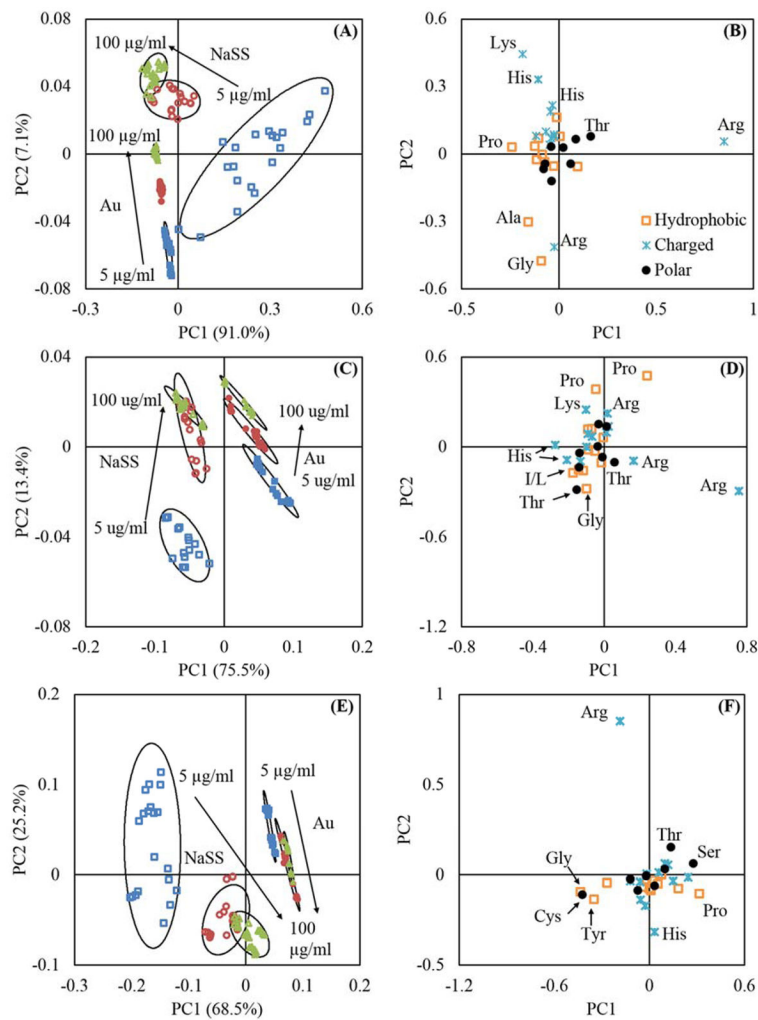 (A)
0.08
0.04
0
-0.04
-0.08
PC2 (7.1%)
100 µg/ml
NaSS
5 µg/ml
100 µg/ml
Au
5 µg/ml
-0.3
0
0.3
0.6
PC1 (91.0%)
(B)
0.6
0.3
0
-0.3
-0.6
PC2
Lys
His
His
Thr
Arg
Pro
Ala
Arg
Gly
Hydrophobic
Charged
Polar
-0.5
0
0.5
1
PC1
(C)
0.04
0
-0.04
-0.08
PC2 (13.4%)
100 ug/ml
NaSS
5 ug/ml
100 ug/ml
Au
5 ug/ml
-0.2
-0.1
0
0.1
0.2
PC1 (75.5%)
(D)
0.6
0
-0.6
-1.2
PC2
Pro
Pro
Lys
Arg
His
Arg
I/L
Thr
Thr
Gly
Arg
-0.8
-0.4
0
0.4
0.8
PC1
(E)
0.2
0.1
0
-0.1
PC2 (25.2%)
5 µg/ml
5 µg/ml
Au
NaSS
100
µg/ml
-0.3
-0.2
-0.1
0
0.1
0.2
PC1 (68.5%)
(F)
1
0.5
0
-0.5
PC2
Arg
Thr
Ser
Gly
Cys
Tyr
Pro
His
-1.2
-0.6
0
0.6
PC1